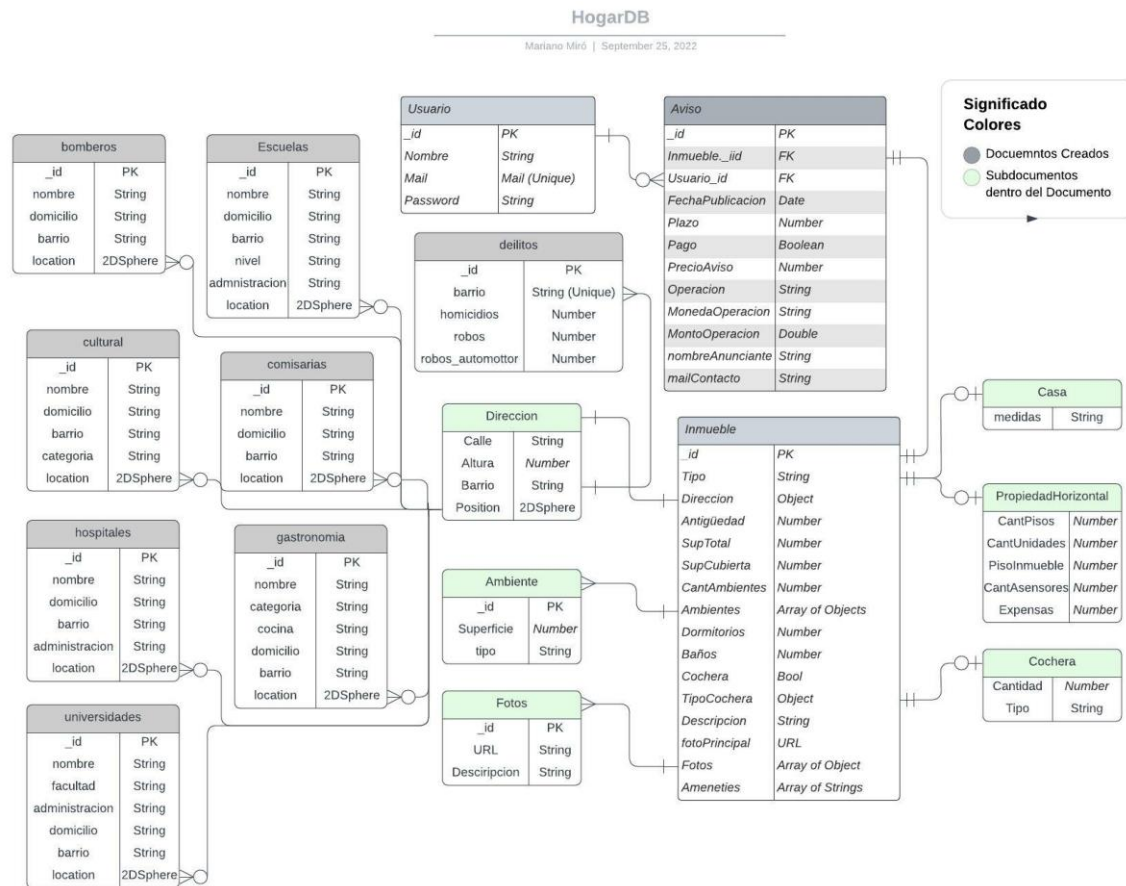 HogarDB
Mariano Miró | September 25, 2022
Significado
Colores
Docuemntos Creados
Subdocumentos
dentro del Documento
Usuario
_id PK
Nombre String
Mail Mail (Unique)
Password String
Aviso
_id PK
Inmueble._iid FK
Usuario_id FK
FechaPublicacion Date
Plazo Number
Pago Boolean
PrecioAviso Number
Operacion String
MonedaOperacion String
MontoOperacion Double
nombreAnunciante String
mailContacto String
bomberos
_id PK
nombre String
domicilio String
barrio String
location 2DSphere
Escuelas
_id PK
nombre String
domicilio String
barrio String
nivel String
admnistracion String
location 2DSphere
deilitos
_id PK
barrio String (Unique)
homicidios Number
robos Number
robos_automottor Number
cultural
_id PK
nombre String
domicilio String
barrio String
categoria String
location 2DSphere
comisarias
_id PK
nombre String
domicilio String
barrio String
location 2DSphere
Direccion
Calle String
Altura Number
Barrio String
Position 2DSphere
Inmueble
_id PK
Tipo String
Direccion Object
Antigüedad Number
SupTotal Number
SupCubierta Number
CantAmbientes Number
Ambientes Array of Objects
Dormitorios Number
Baños Number
Cochera Bool
TipoCochera Object
Descripcion String
fotoPrincipal URL
Fotos Array of Object
Ameneties Array of Strings
Casa
medidas String
PropiedadHorizontal
CantPisos Number
CantUnidades Number
PisoInmueble Number
CantAsensores Number
Expensas Number
Cochera
Cantidad Number
Tipo String
hospitales
_id PK
nombre String
domicilio String
barrio String
administracion String
location 2DSphere
gastronomia
_id PK
nombre String
categoria String
cocina String
domicilio String
barrio String
location 2DSphere
Ambiente
_id PK
Superficie Number
tipo String
Fotos
_id PK
URL String
Desciripcion String
universidades
_id PK
nombre String
facultad String
administracion String
domicilio String
barrio String
location 2DSphere